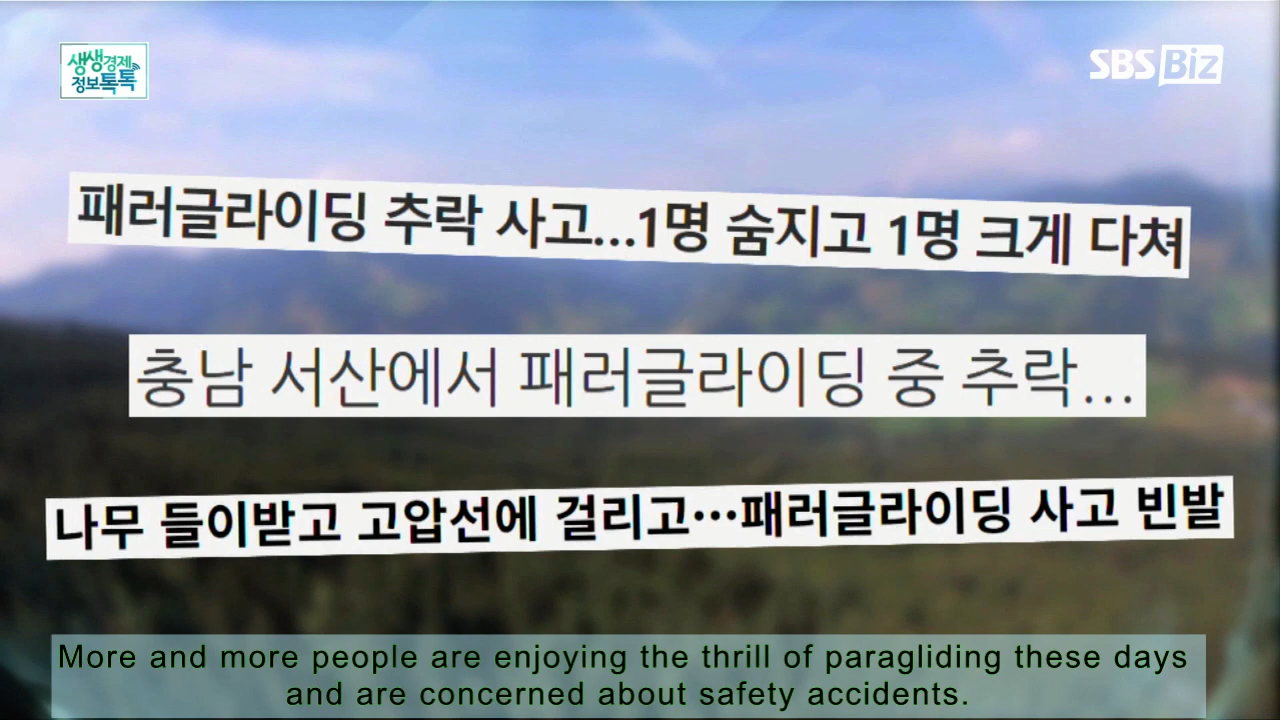 생생경제
정보톡톡
SBS Biz
패러글라이딩 추락 사고...1명 숨지고 1명 크게 다쳐
충남 서산에서 패러글라이딩 중 추락...
나무 들이받고 고압선에 걸리고···패러글라이딩 사고 빈발
More and more people are enjoying the thrill of paragliding these days
and are concerned about safety accidents.